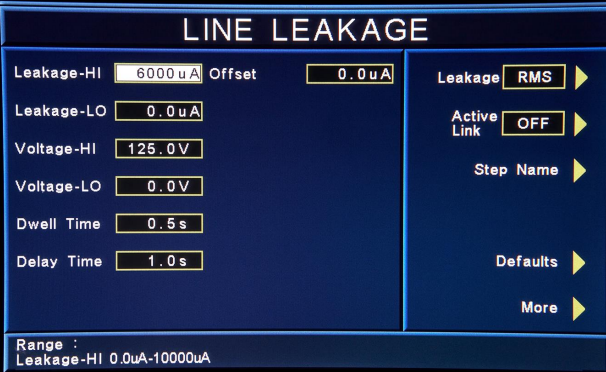 LINE LEAKAGE
Leakage-HI 6000uA Offset 0.0uA
Leakage-LO 0.0uA
Voltage-HI 125.0V
Voltage-LO 0.0V
Dwell Time 0.5s
Delay Time 1.0s
Leakage RMS
Active Link OFF
Step Name
Defaults
More
Range :
Leakage-HI 0.0uA-10000uA